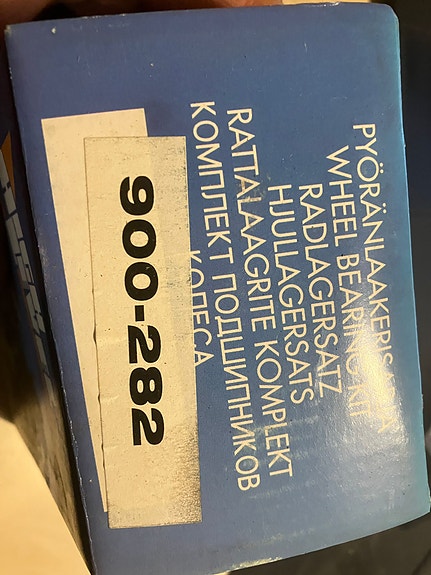 PYÖRÄNLAAKERISARJA
WHEEL BEARING KIT
RADLAGERSATZ
HJULLAGERSATS
RATTALAAGRITE KOMPLEKT
КОМПЛЕКТ ПОДШИПНИКОВ
КОЛЕСА
900-282